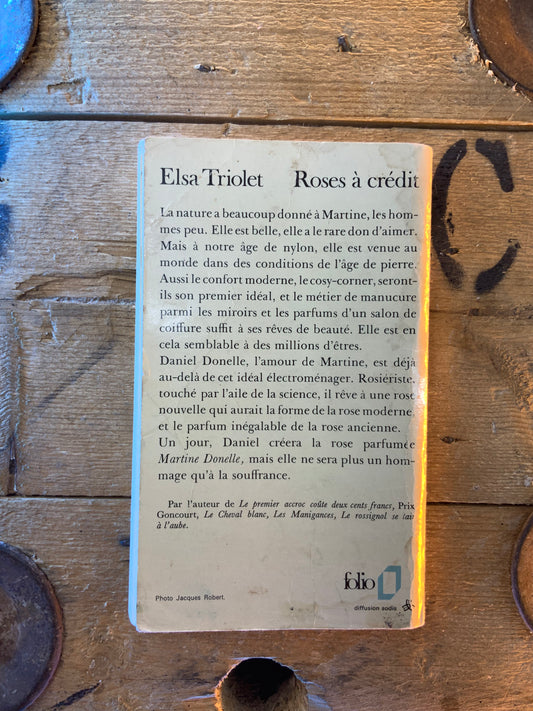 Elsa Triolet Roses à crédit
La nature a beaucoup donné à Martine, les hom-
mes peu. Elle est belle, elle a le rare don d'aimer.
Mais à notre âge de nylon, elle est venue au
monde dans des conditions de l'âge de pierre.
Aussi le confort moderne, le cosy-corner, seront-
ils son premier idéal, et le métier de manucure
parmi les miroirs et les parfums d'un salon de
coiffure suffit à ses rêves de beauté. Elle est en
cela semblable à des millions d'êtres.
Daniel Donelle, l'amour de Martine, est déjà
au-delà de cet idéal électroménager. Rosiériste,
touché par l'aile de la science, il rêve à une rose
nouvelle qui aurait la forme de la rose moderne
et le parfum inégalable de la rose ancienne.
Un jour, Daniel créera la rose parfumée
Martine Donelle, mais elle ne sera plus un hom-
mage qu'à la souffrance.
Par l'auteur de Le premier accroc coûte deux cents francs, Prix
Goncourt, Le Cheval blanc, Les Manigances, Le rossignol se tait
à l'aube.
folio
Photo Jacques Robert.
diffusion sodis
C